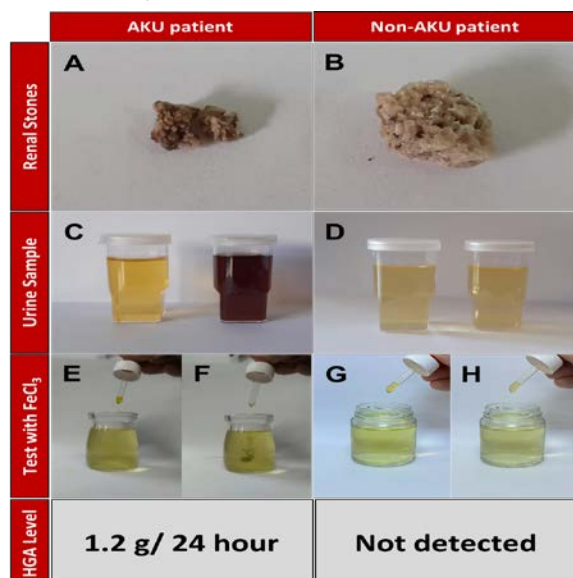 AKU patient
Non-AKU patient
Renal Stones
A
B
Urine Sample
C
D
Test with FeCl₃
E
F
G
H
HGA Level
1.2 g/ 24 hour
Not detected